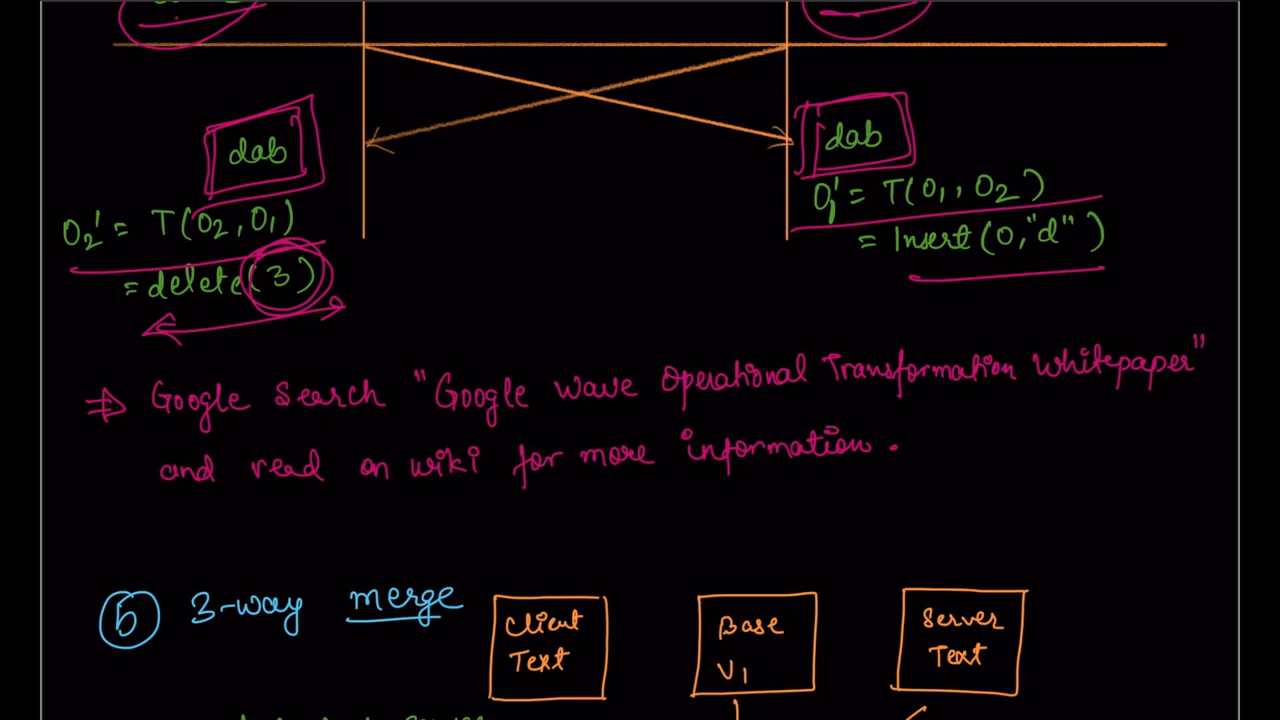 dab
dab
O2' = T(O2, O1)
= delete(3)
O1' = T(O1, O2)
= Insert(0, "d")
⇒ Google Search "Google Wave Operational Transformation Whitepaper"
and read on wiki for more information.
b 3-way merge
Client
Text
Base
V1
Server
Text